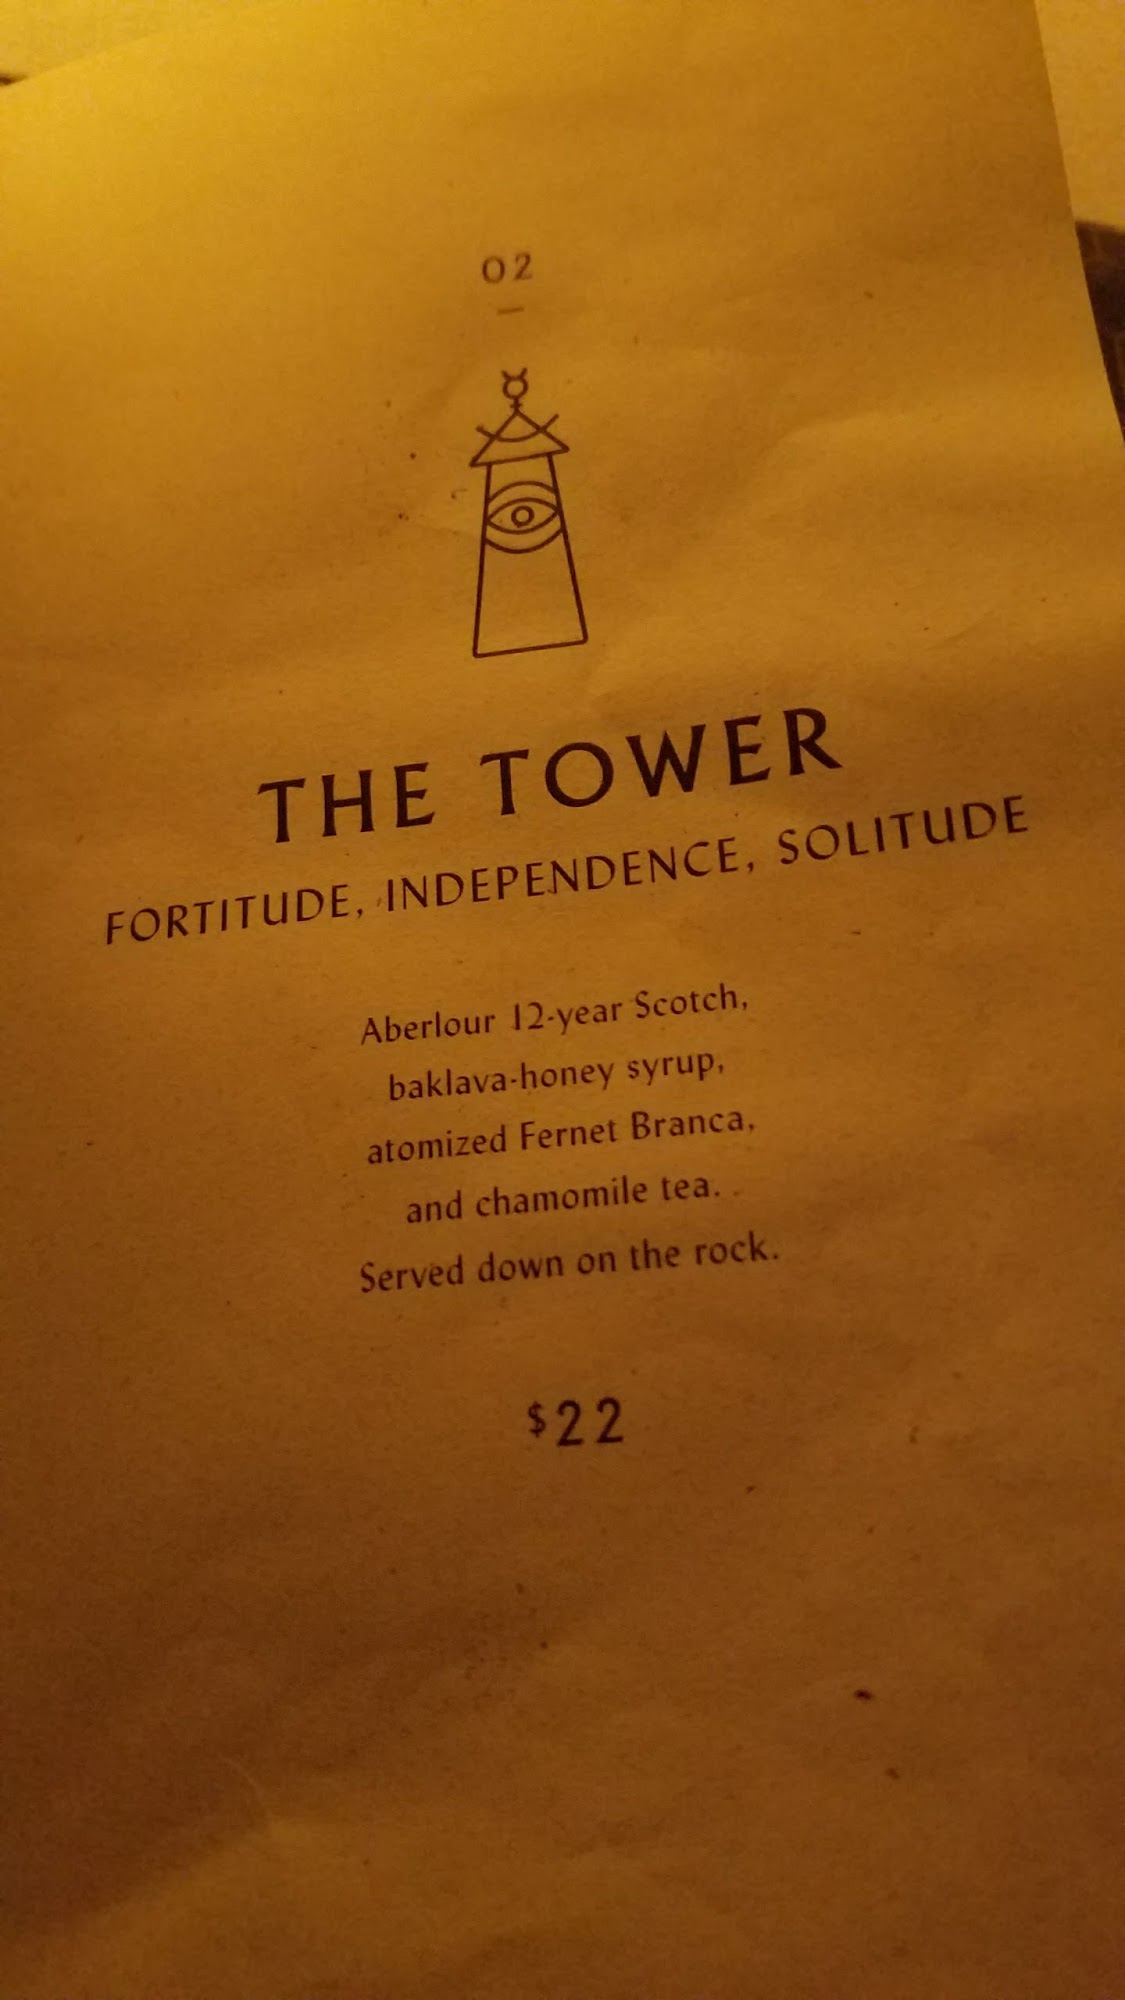 02
THE TOWER
FORTITUDE, INDEPENDENCE, SOLITUDE
Aberlour 12-year Scotch,
baklava-honey syrup,
atomized Fernet Branca,
and chamomile tea.
Served down on the rock.
$22